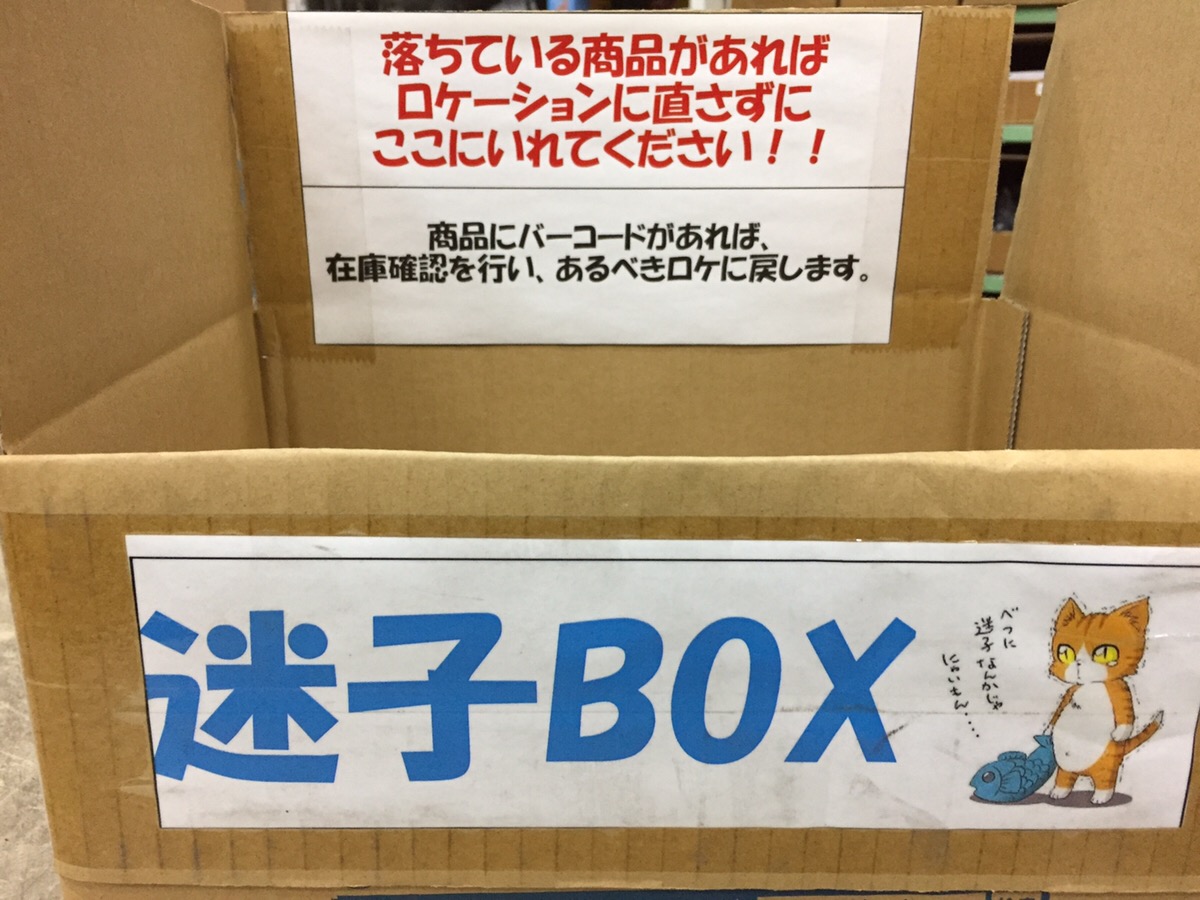 落ちている商品があれば
ロケーションに直さずに
ここにいれてください！！
商品にバーコードがあれば、
在庫確認を行い、あるべきロケに戻します。
迷子BOX
べつに
迷子なんかじゃ
にゃいもん・・・・